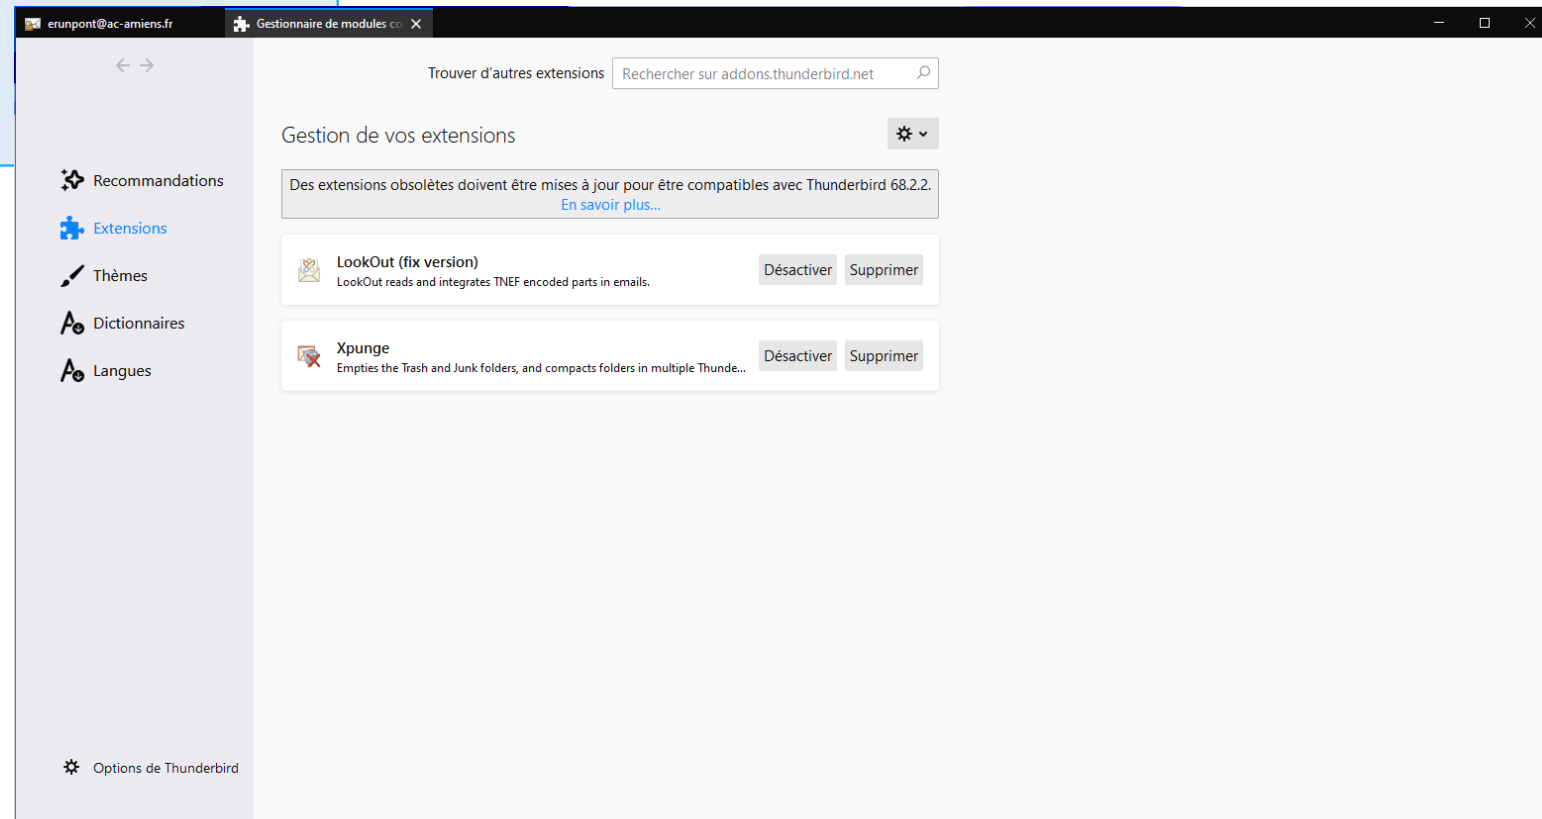 erunpont@ac-amiens.fr
Gestionnaire de modules co
Trouver d'autres extensions
Rechercher sur addons.thunderbird.net
Gestion de vos extensions
Recommandations
Extensions
Thèmes
Dictionnaires
Langues
Des extensions obsolètes doivent être mises à jour pour être compatibles avec Thunderbird 68.2.2.
En savoir plus...
LookOut (fix version)
LookOut reads and integrates TNEF encoded parts in emails.
Désactiver
Supprimer
Xpunge
Empties the Trash and Junk folders, and compacts folders in multiple Thunde...
Désactiver
Supprimer
Options de Thunderbird